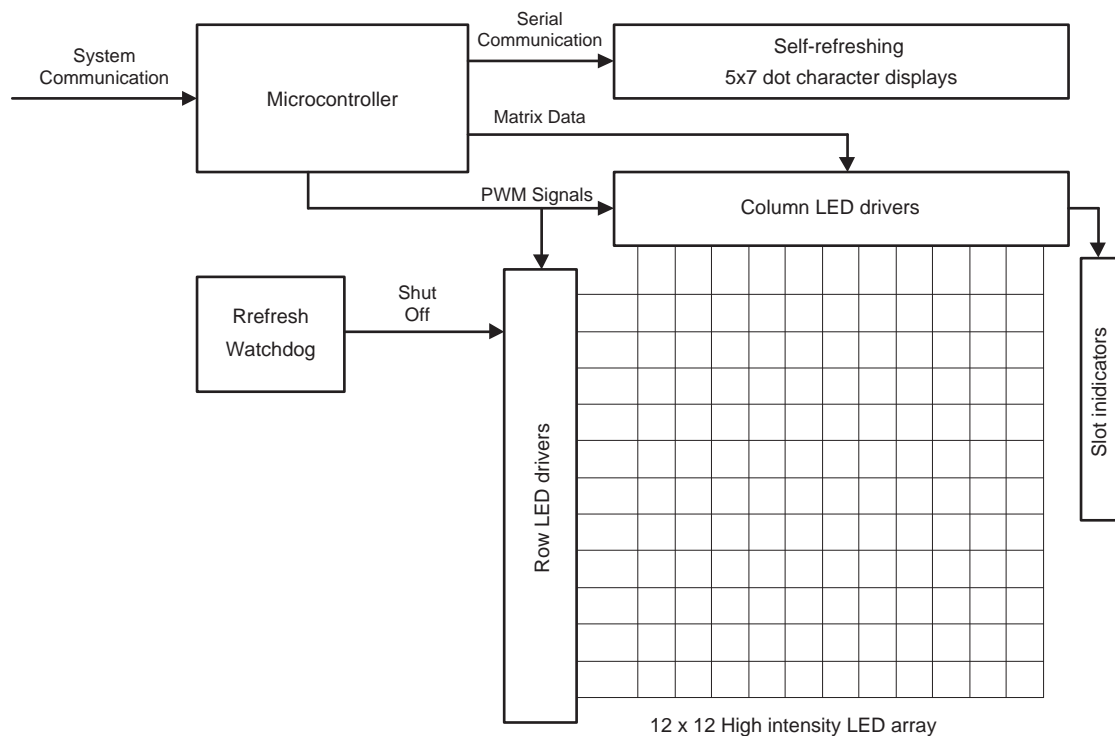 System
Communication
Microcontroller
Serial
Communication
Self-refreshing
5x7 dot character displays
Matrix Data
PWM Signals
Column LED drivers
Rrefresh
Watchdog
Shut
Off
Row LED drivers
Slot inidicators
12 x 12 High intensity LED array